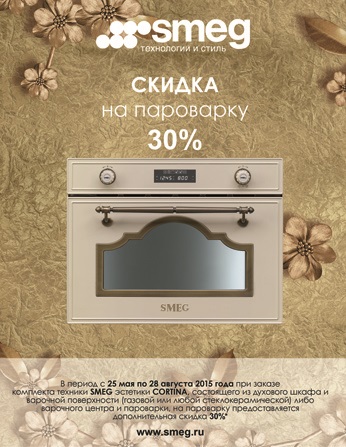 smeg
технологии и стиль
СКИДКА
на пароварку
30%
SMEG
В период с 25 мая по 28 августа 2015 года при заказе
комплекта техники SMEG эстетики CORTINA, состоящего из духового шкафа и
варочной поверхности (газовой или любой стеклокерамической) либо
варочного центра и пароварки, на пароварку предоставляется
дополнительная скидка 30%*
www.smeg.ru